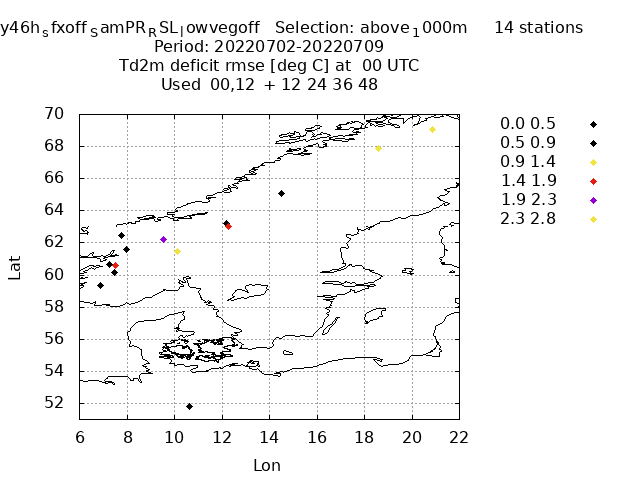 y46h_sfxoff_SamPR_RSL_lowvegoff Selection: above_1000m 14 stations
Period: 20220702-20220709
Td2m deficit rmse [deg C] at 00 UTC
Used 00,12 + 12 24 36 48
70
68
66
64
62
60
58
56
54
52
6 8 10 12 14 16 18 20 22
Lat
Lon
0.0 0.5
0.5 0.9
0.9 1.4
1.4 1.9
1.9 2.3
2.3 2.8